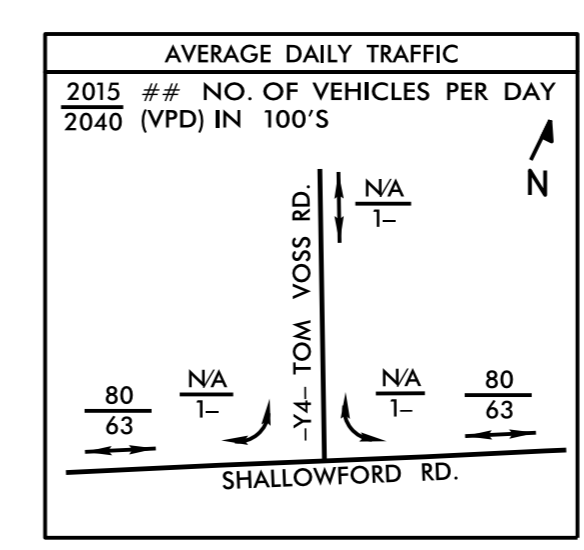 AVERAGE DAILY TRAFFIC
2015 ## NO. OF VEHICLES PER DAY
2040 (VPD) IN 100'S
N
N/A
1–
–Y4– TOM VOSS RD.
80
63
N/A
1–
N/A
1–
80
63
SHALLOWFORD RD.